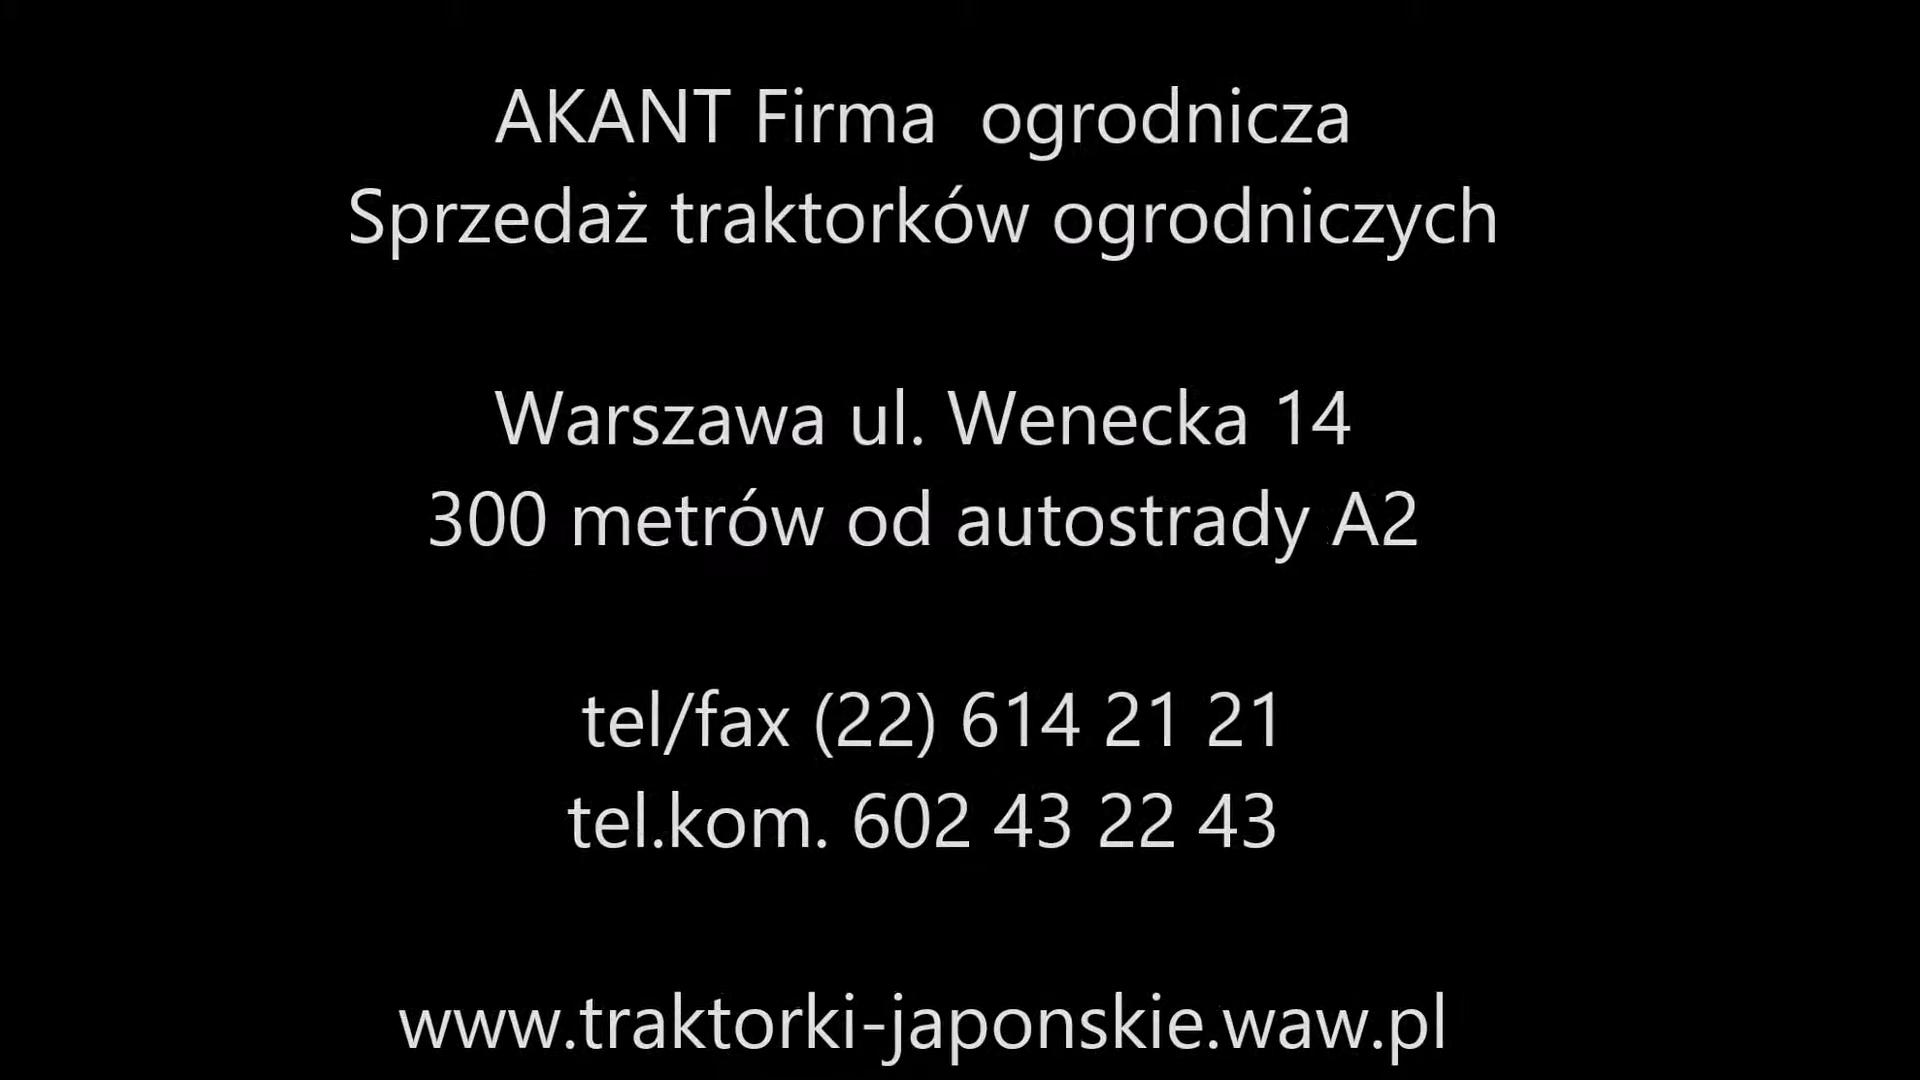 AKANT Firma  ogrodnicza
Sprzedaż traktorków ogrodniczych
Warszawa ul. Wenecka 14
300 metrów od autostrady A2
tel/fax (22) 614 21 21
tel.kom. 602 43 22 43
www.traktorki-japonskie.waw.pl